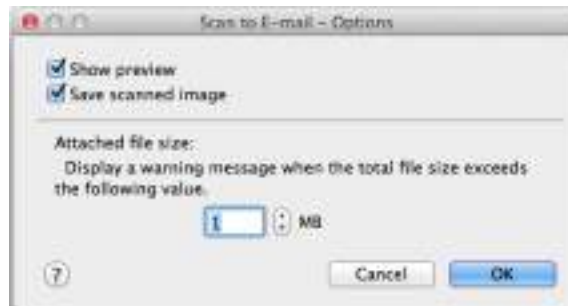 Scan to E-mail – Options
Show preview
Save scanned image
Attached file size:
Display a warning message when the total file size exceeds
the following value.
1 MB
? Cancel OK